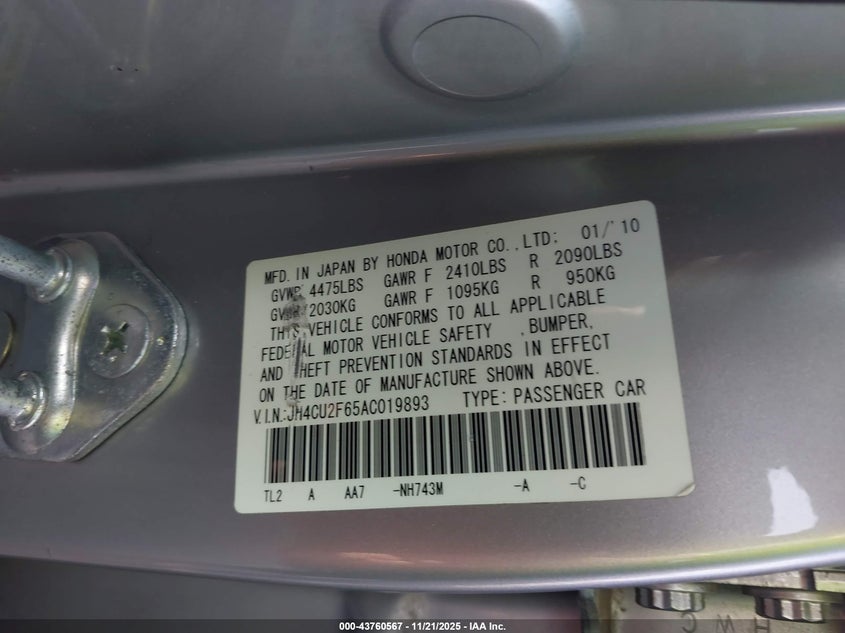 MFD. IN JAPAN BY HONDA MOTOR CO., LTD: 01/'10
GVWR 4475LBS GAWR F 2410LBS R 2090LBS
GVWR 2030KG GAWR F 1095KG R 950KG
THIS VEHICLE CONFORMS TO ALL APPLICABLE
FEDERAL MOTOR VEHICLE SAFETY , BUMPER,
AND THEFT PREVENTION STANDARDS IN EFFECT
ON THE DATE OF MANUFACTURE SHOWN ABOVE.
V.I.N:JH4CU2F65AC019893 TYPE: PASSENGER CAR
TL2 A AA7 -NH743M -A -C
H W C
000-43760567 - 11/21/2025 - IAA Inc.